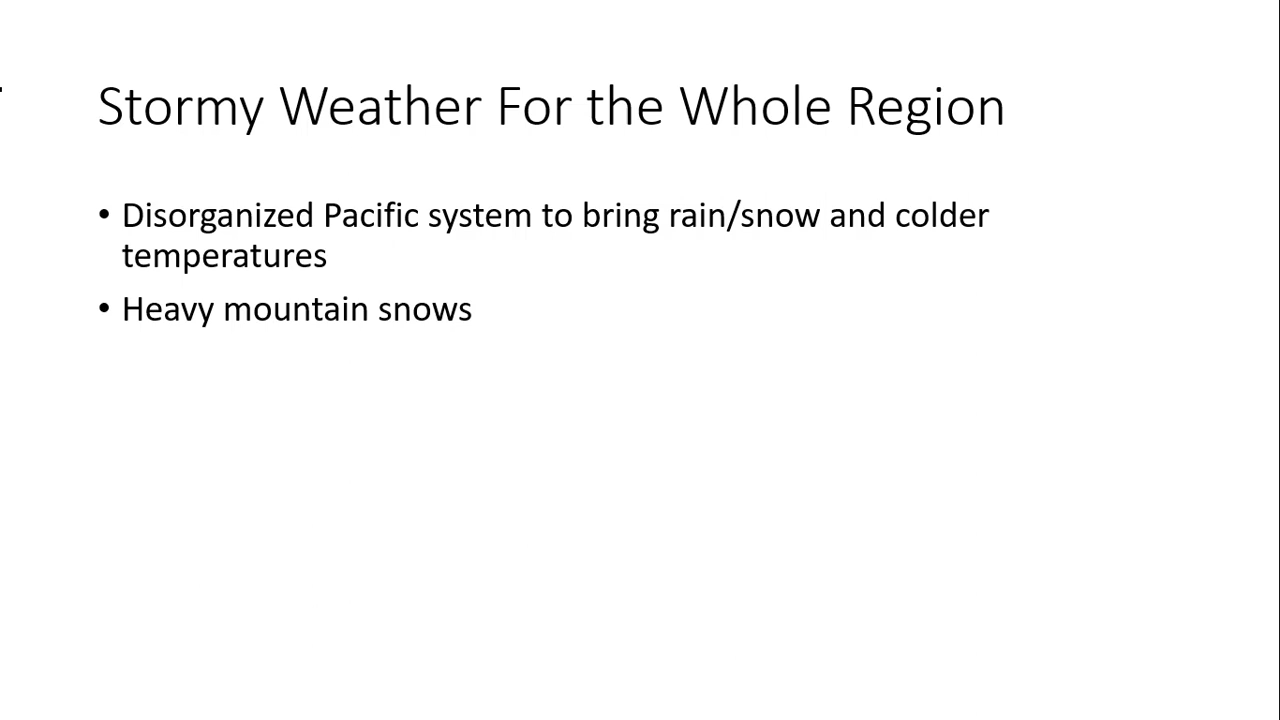 Stormy Weather For the Whole Region
• Disorganized Pacific system to bring rain/snow and colder
temperatures
• Heavy mountain snows